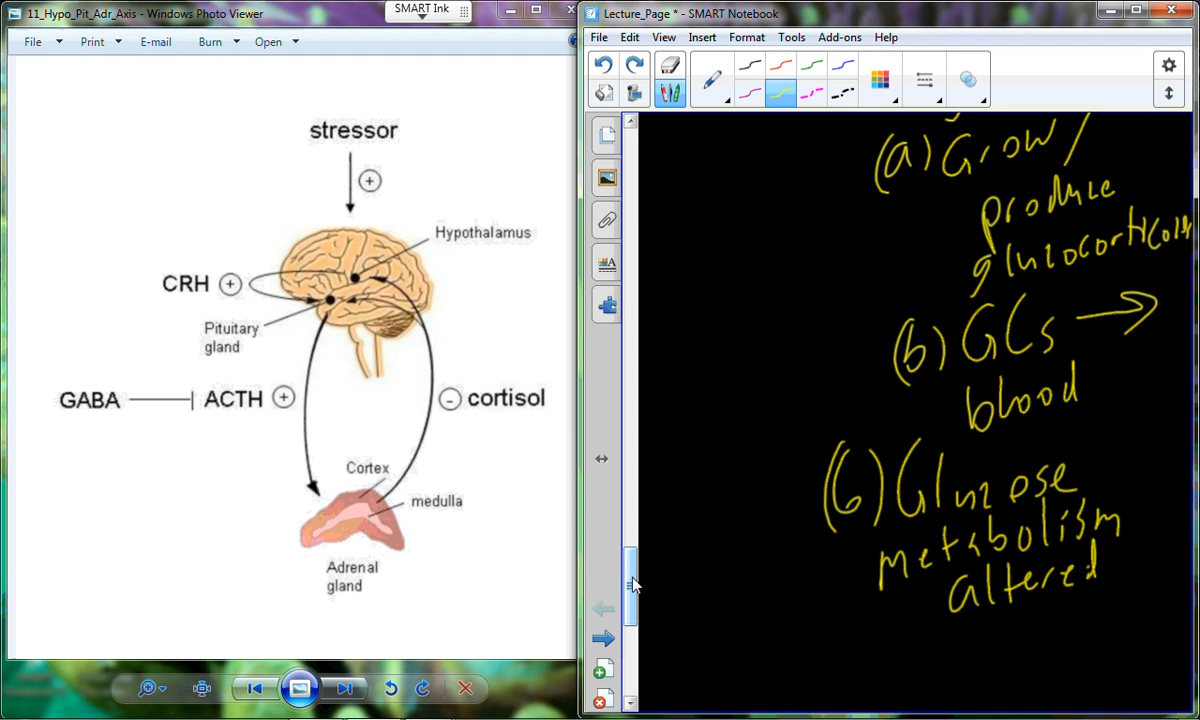 11_Hypo_Pit_Adr_Axis - Windows Photo Viewer
SMART Ink
File Print E-mail Burn Open
stressor
+
Hypothalamus
CRH +
Pituitary
gland
GABA ACTH + - cortisol
Cortex
medulla
Adrenal
gland
Lecture_Page * - SMART Notebook
File Edit View Insert Format Tools Add-ons Help
(a) Grow/
produce
glucocorticoids
(b) GCs →
blood
(6) Glucose
metabolism
altered